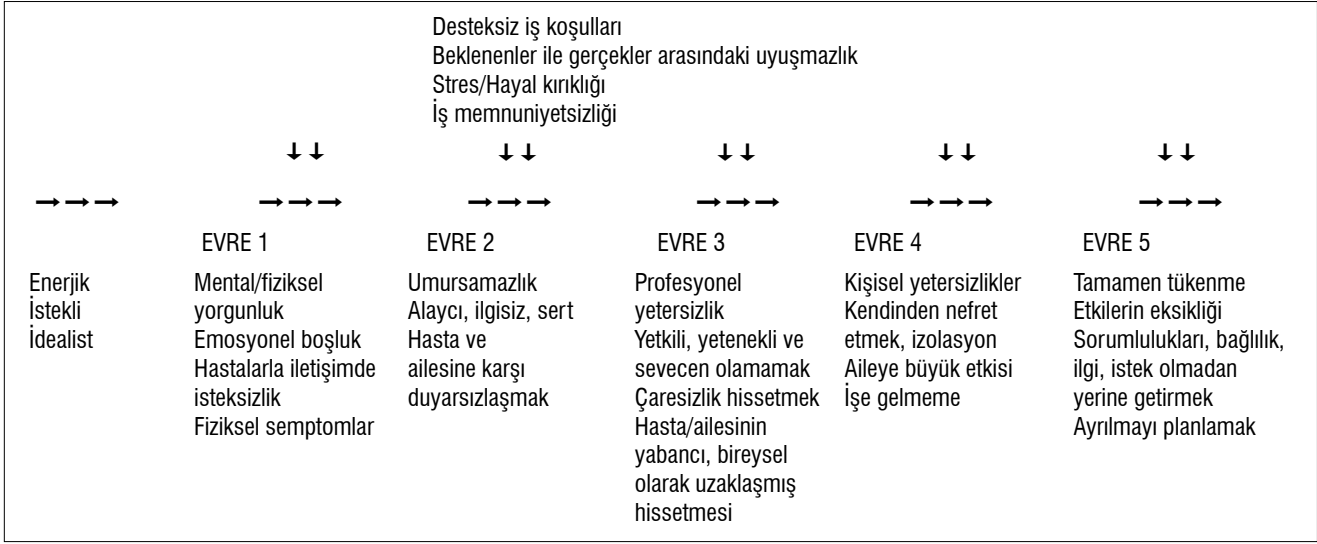 Desteksiz iş koşulları
Beklenenler ile gerçekler arasındaki uyuşmazlık
Stres/Hayal kırıklığı
İş memnuniyetsizliği
EVRE 1
EVRE 2
EVRE 3
EVRE 4
EVRE 5
Enerjik
İstekli
İdealist
Mental/fiziksel
yorgunluk
Emosyonel boşluk
Hastalarla iletişimde
isteksizlik
Fiziksel semptomlar
Umursamazlık
Alaycı, ilgisiz, sert
Hasta ve
ailesine karşı
duyarsızlaşmak
Profesyonel
yetersizlik
Yetkili, yetenekli ve
sevecen olamamak
Çaresizlik hissetmek
Hasta/ailesinin
yabancı, bireysel
olarak uzaklaşmış
hissetmesi
Kişisel yetersizlikler
Kendinden nefret
etmek, izolasyon
Aileye büyük etkisi
İşe gelmeme
Tamamen tükenme
Etkilerin eksikliği
Sorumlulukları, bağlılık,
ilgi, istek olmadan
yerine getirmek
Ayrılmayı planlamak